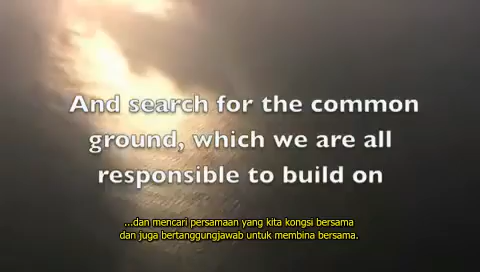 And search for the common
ground, which we are all
responsible to build on
...dan mencari persamaan yang kita kongsi bersama
dan juga bertanggungjawab untuk membina bersama.